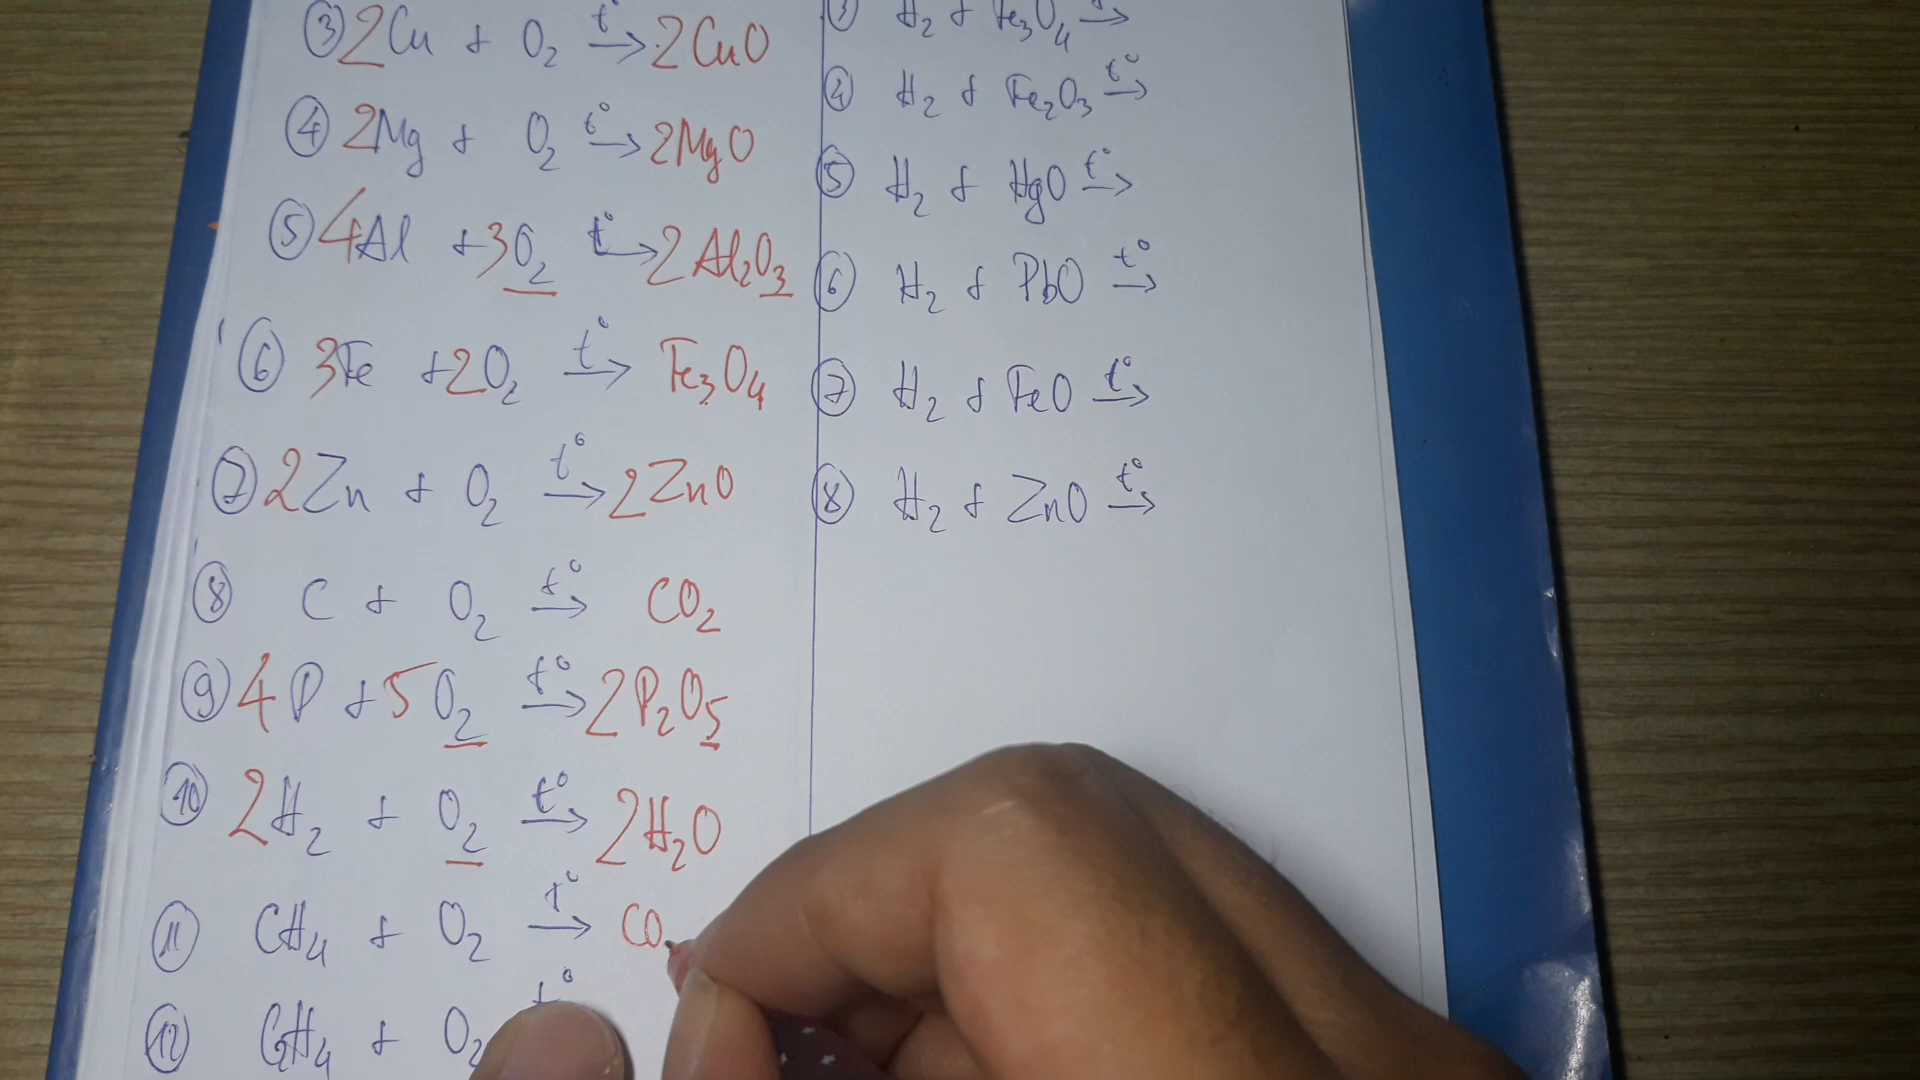 ③ 2Cu + O₂ t° → 2CuO
④ 2Mg + O₂ t° → 2MgO
⑤ 4Al + 3O₂ t° → 2Al₂O₃
⑥ 3Fe + 2O₂ t° → Fe₃O₄
⑦ 2Zn + O₂ t° → 2ZnO
⑧ C + O₂ t° → CO₂
⑨ 4P + 5O₂ t° → 2P₂O₅
⑩ 2H₂ + O₂ t° → 2H₂O
⑪ CH₄ + O₂ t° → CO
⑫ C₂H₄ + O₂ t°
H₂ + Fe₃O₄ →
④ H₂ + Fe₂O₃ t° →
⑤ H₂ + HgO t° →
⑥ H₂ + PbO t° →
⑦ H₂ + FeO t° →
⑧ H₂ + ZnO t° →